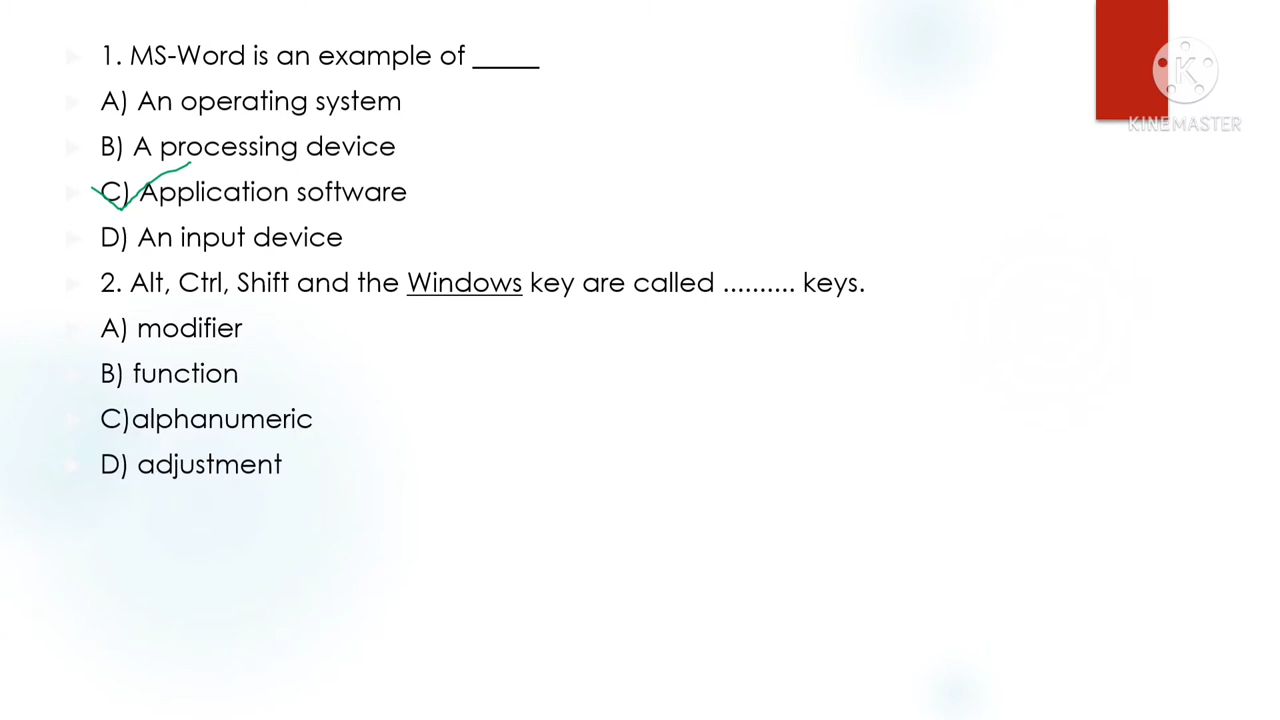 1. MS-Word is an example of _____
A) An operating system
B) A processing device
C) Application software
D) An input device
2. Alt, Ctrl, Shift and the Windows key are called .......... keys.
A) modifier
B) function
C)alphanumeric
D) adjustment
K
KINEMASTER